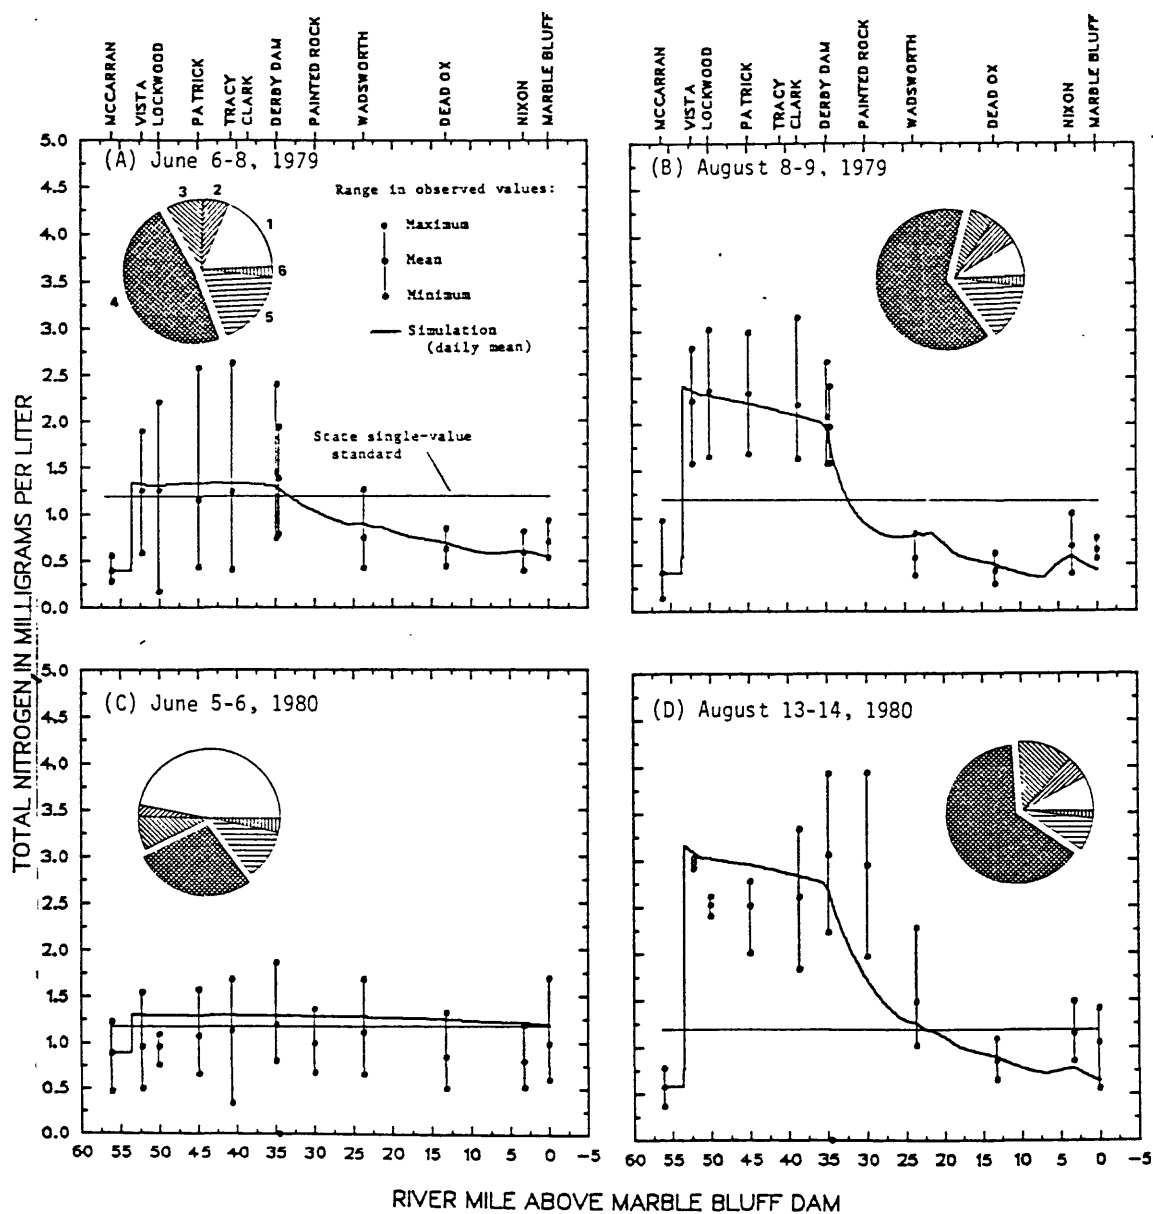 MCCARRAN
VISTA
LOCKWOOD
PATRICK
TRACY
CLARK
DERBY DAM
PAINTED ROCK
WADSWORTH
DEAD OX
NIXON
MARBLE BLUFF
MCCARRAN
VISTA
LOCKWOOD
PATRICK
TRACY
CLARK
DERBY DAM
PAINTED ROCK
WADSWORTH
DEAD OX
NIXON
MARBLE BLUFF
TOTAL NITROGEN IN MILLIGRAMS PER LITER
5.0
4.5
4.0
3.5
3.0
2.5
2.0
1.5
1.0
0.5
0.0
(A) June 6-8, 1979
3 2
1
6
5
4
Range in observed values:
Maximum
Mean
Minimum
Simulation
(daily mean)
State single-value
standard
(B) August 8-9, 1979
5.0
4.5
4.0
3.5
3.0
2.5
2.0
1.5
1.0
0.5
0.0
(C) June 5-6, 1980
(D) August 13-14, 1980
60 55 50 45 40 35 30 25 20 15 10 5 0 -5
60 55 50 45 40 35 30 25 20 15 10 5 0 -5
RIVER MILE ABOVE MARBLE BLUFF DAM